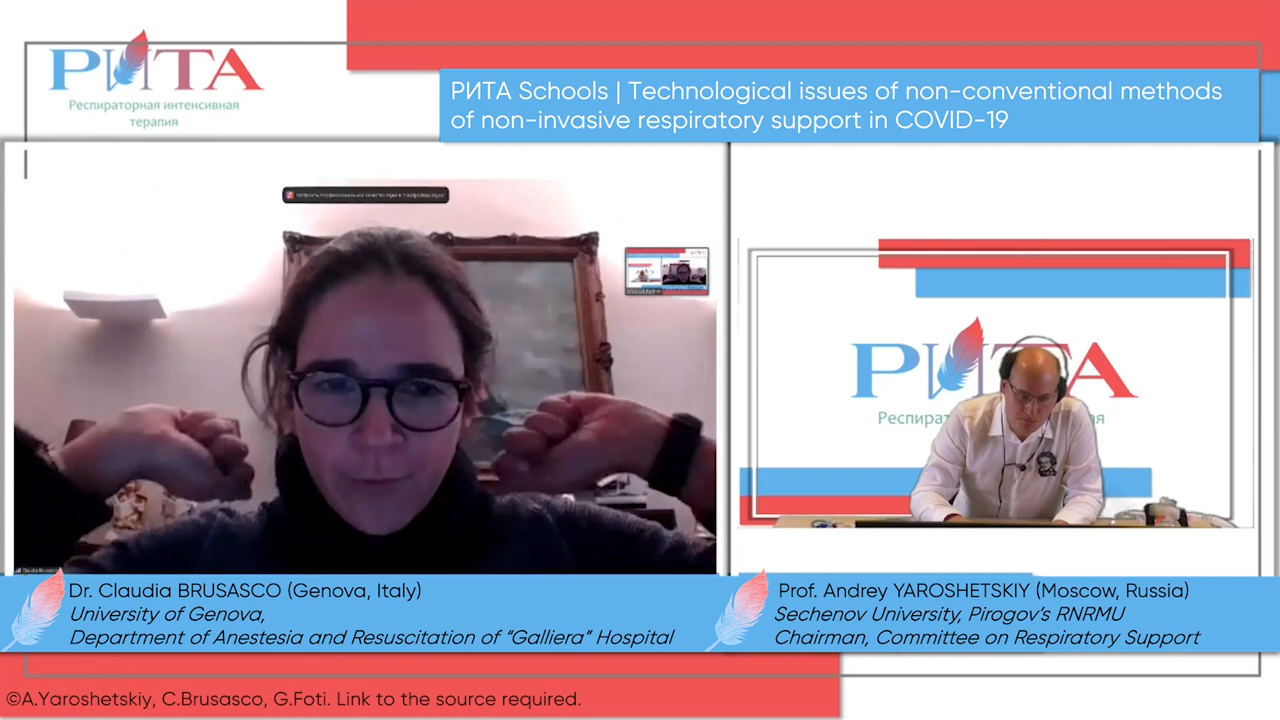 РИТА
Респираторная интенсивная
терапия
РИТА Schools | Technological issues of non-conventional methods
of non-invasive respiratory support in COVID-19
РИТА
Респират
ая
Dr. Claudia BRUSASCO (Genova, Italy)
University of Genova,
Department of Anestesia and Resuscitation of "Galliera" Hospital
Prof. Andrey YAROSHETSKIY (Moscow, Russia)
Sechenov University, Pirogov's RNRMU
Chairman, Committee on Respiratory Support
©A.Yaroshetskiy, C.Brusasco, G.Foti. Link to the source required.